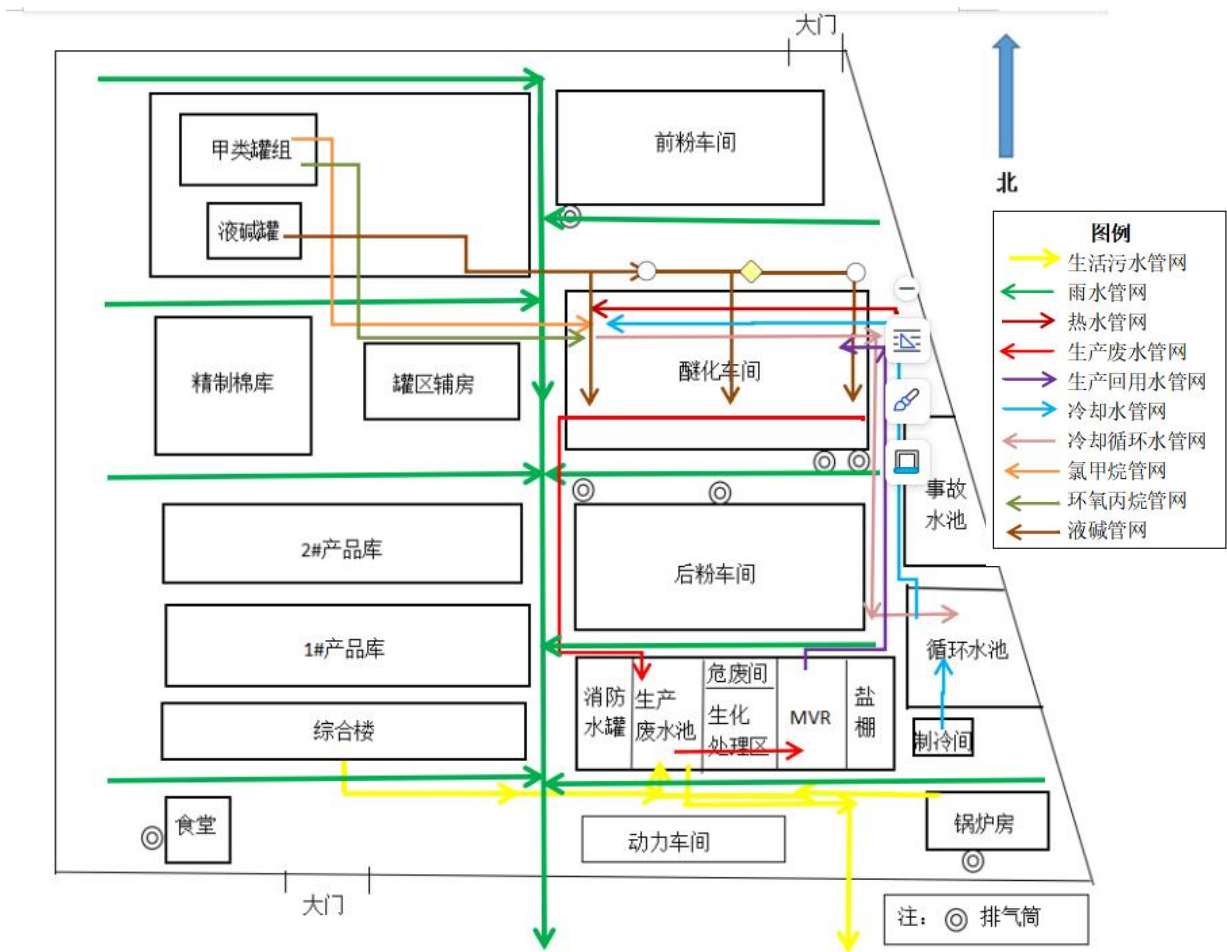 大门
甲类罐组
前粉车间
北
液碱罐
图例
生活污水管网
雨水管网
热水管网
生产废水管网
生产回用水管网
冷却水管网
冷却循环水管网
氯甲烷管网
环氧丙烷管网
液碱管网
精制棉库
罐区辅房
醚化车间
事故
水池
2#产品库
后粉车间
1#产品库
循环水池
消防
水罐
生产
废水池
危废间
生化
处理区
MVR
盐
棚
综合楼
制冷间
食堂
动力车间
锅炉房
大门
注：
排气筒